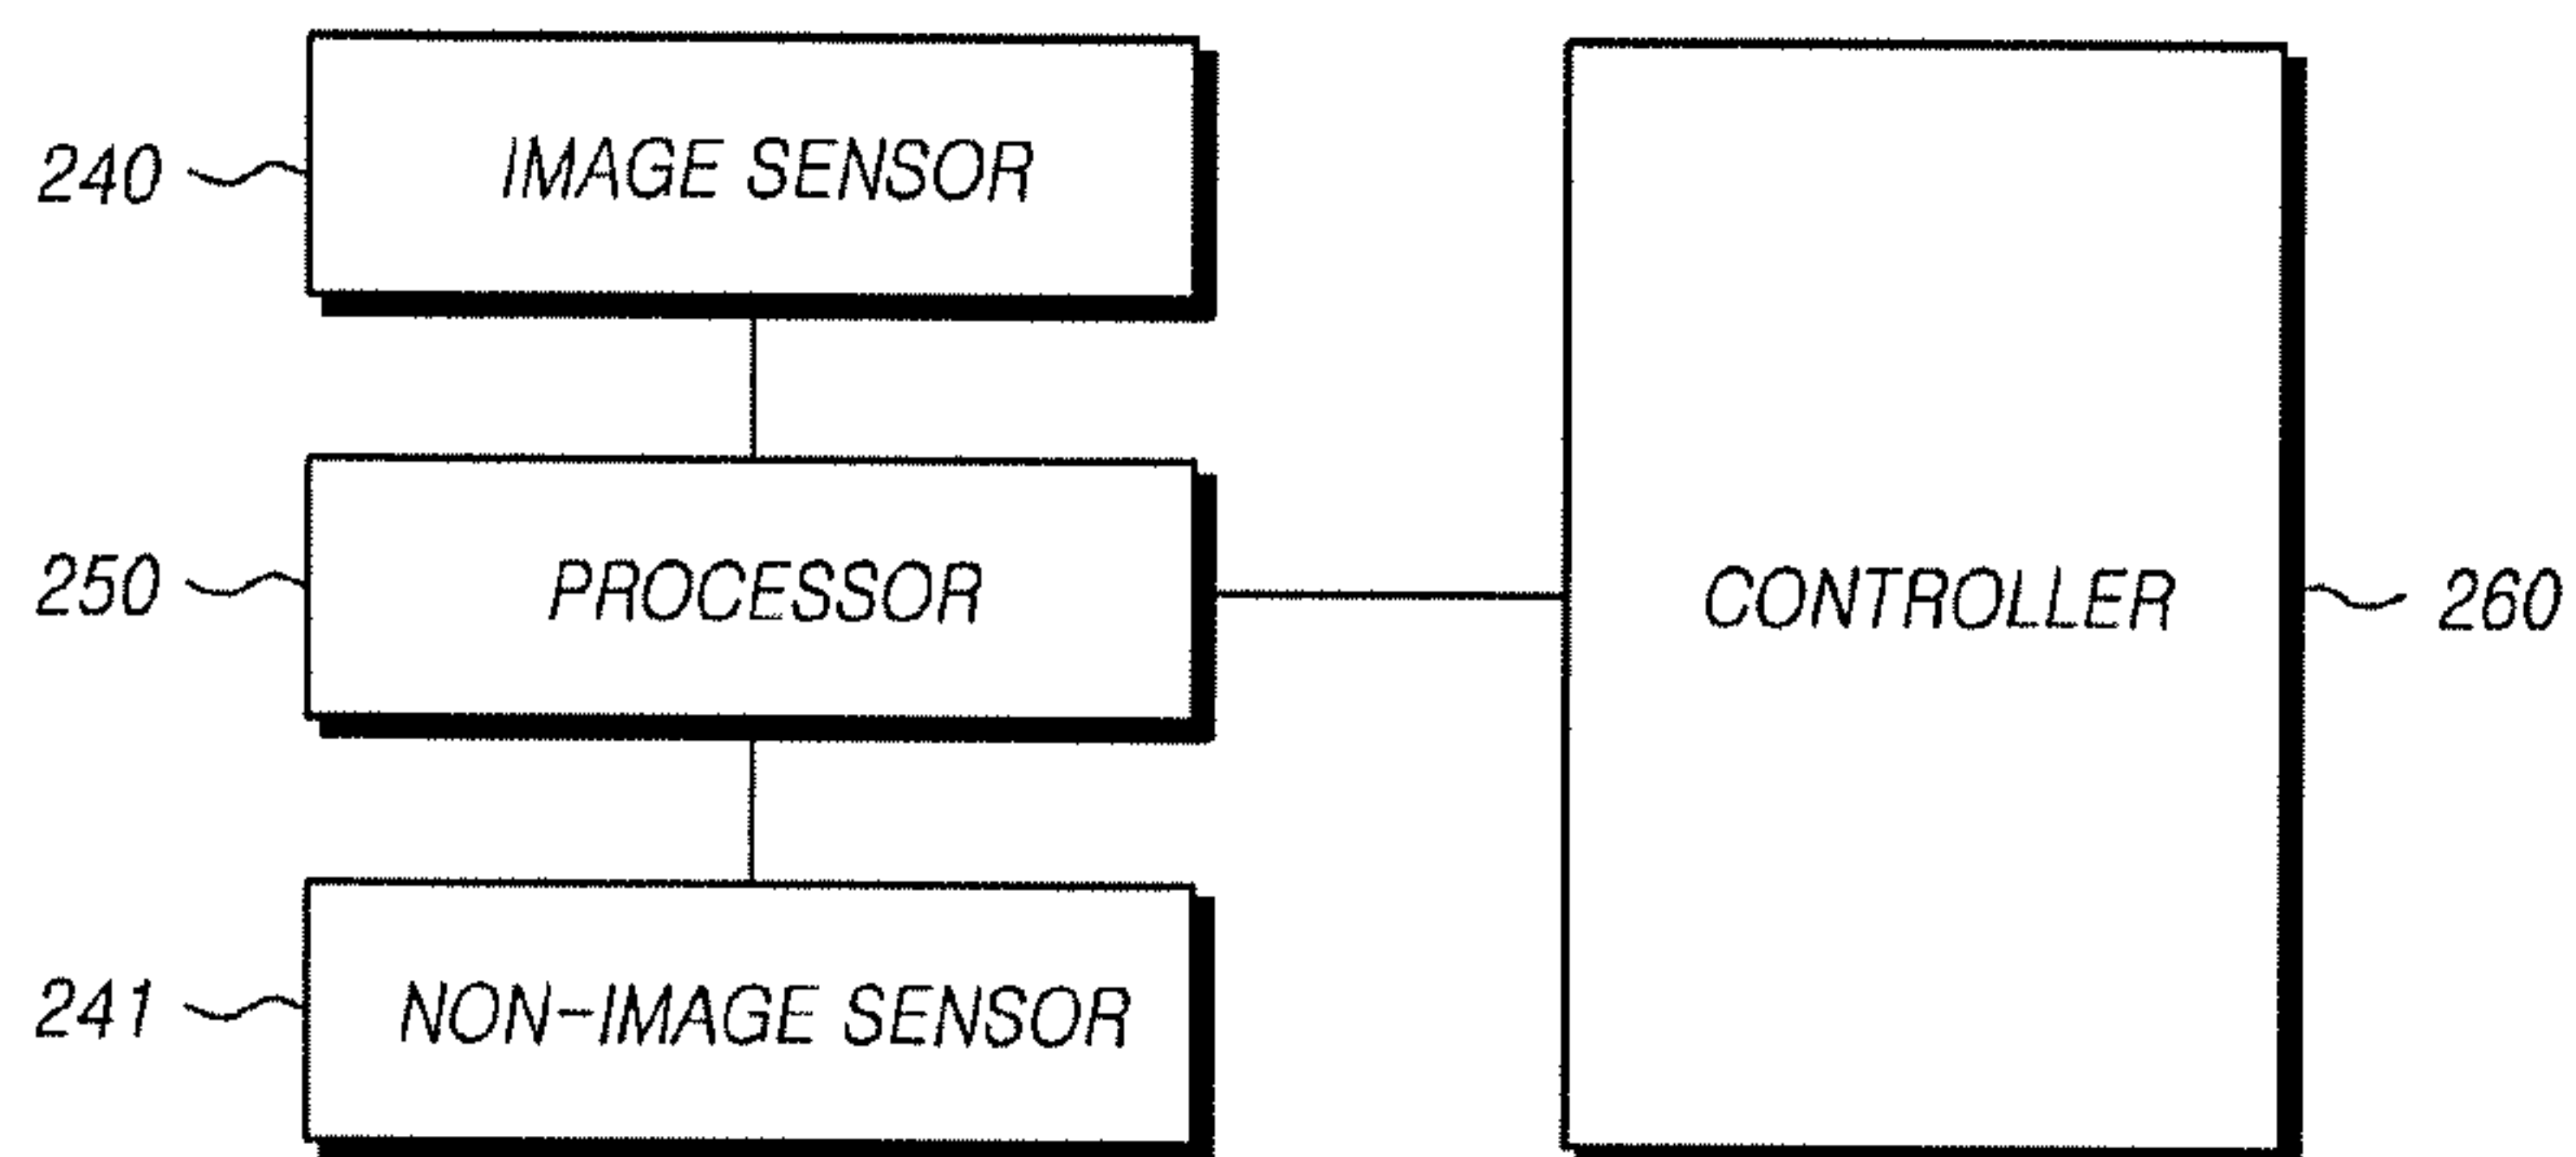 240
IMAGE SENSOR
250
PROCESSOR
CONTROLLER
260
241
NON-IMAGE SENSOR